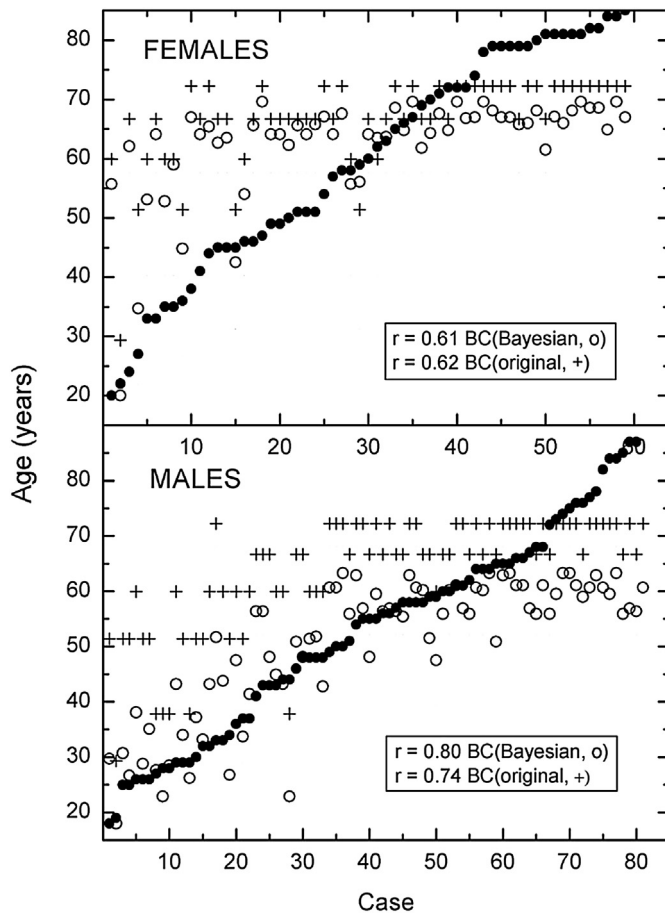 FEMALES
80
70
60
50
40
30
20
r = 0.61 BC(Bayesian, o)
r = 0.62 BC(original, +)
10 20 30 40 50 60 70 80
Age (years)
MALES
80
70
60
50
40
30
20
r = 0.80 BC(Bayesian, o)
r = 0.74 BC(original, +)
10 20 30 40 50 60 70 80
Case